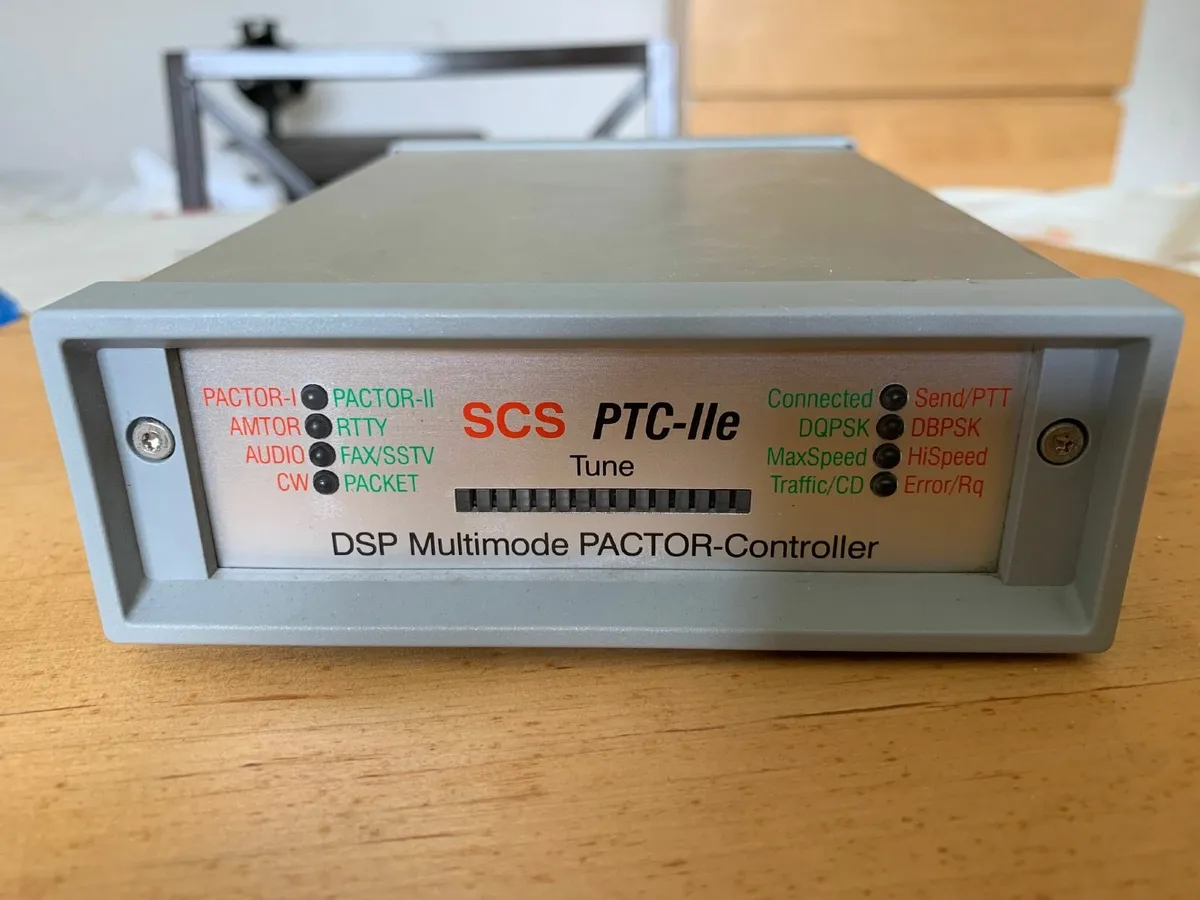 PACTOR-I PACTOR-II
AMTOR RTTY
AUDIO FAX/SSTV
CW PACKET
SCS PTC-IIe
Tune
Connected Send/PTT
DQPSK DBPSK
MaxSpeed HiSpeed
Traffic/CD Error/Rq
DSP Multimode PACTOR-Controller